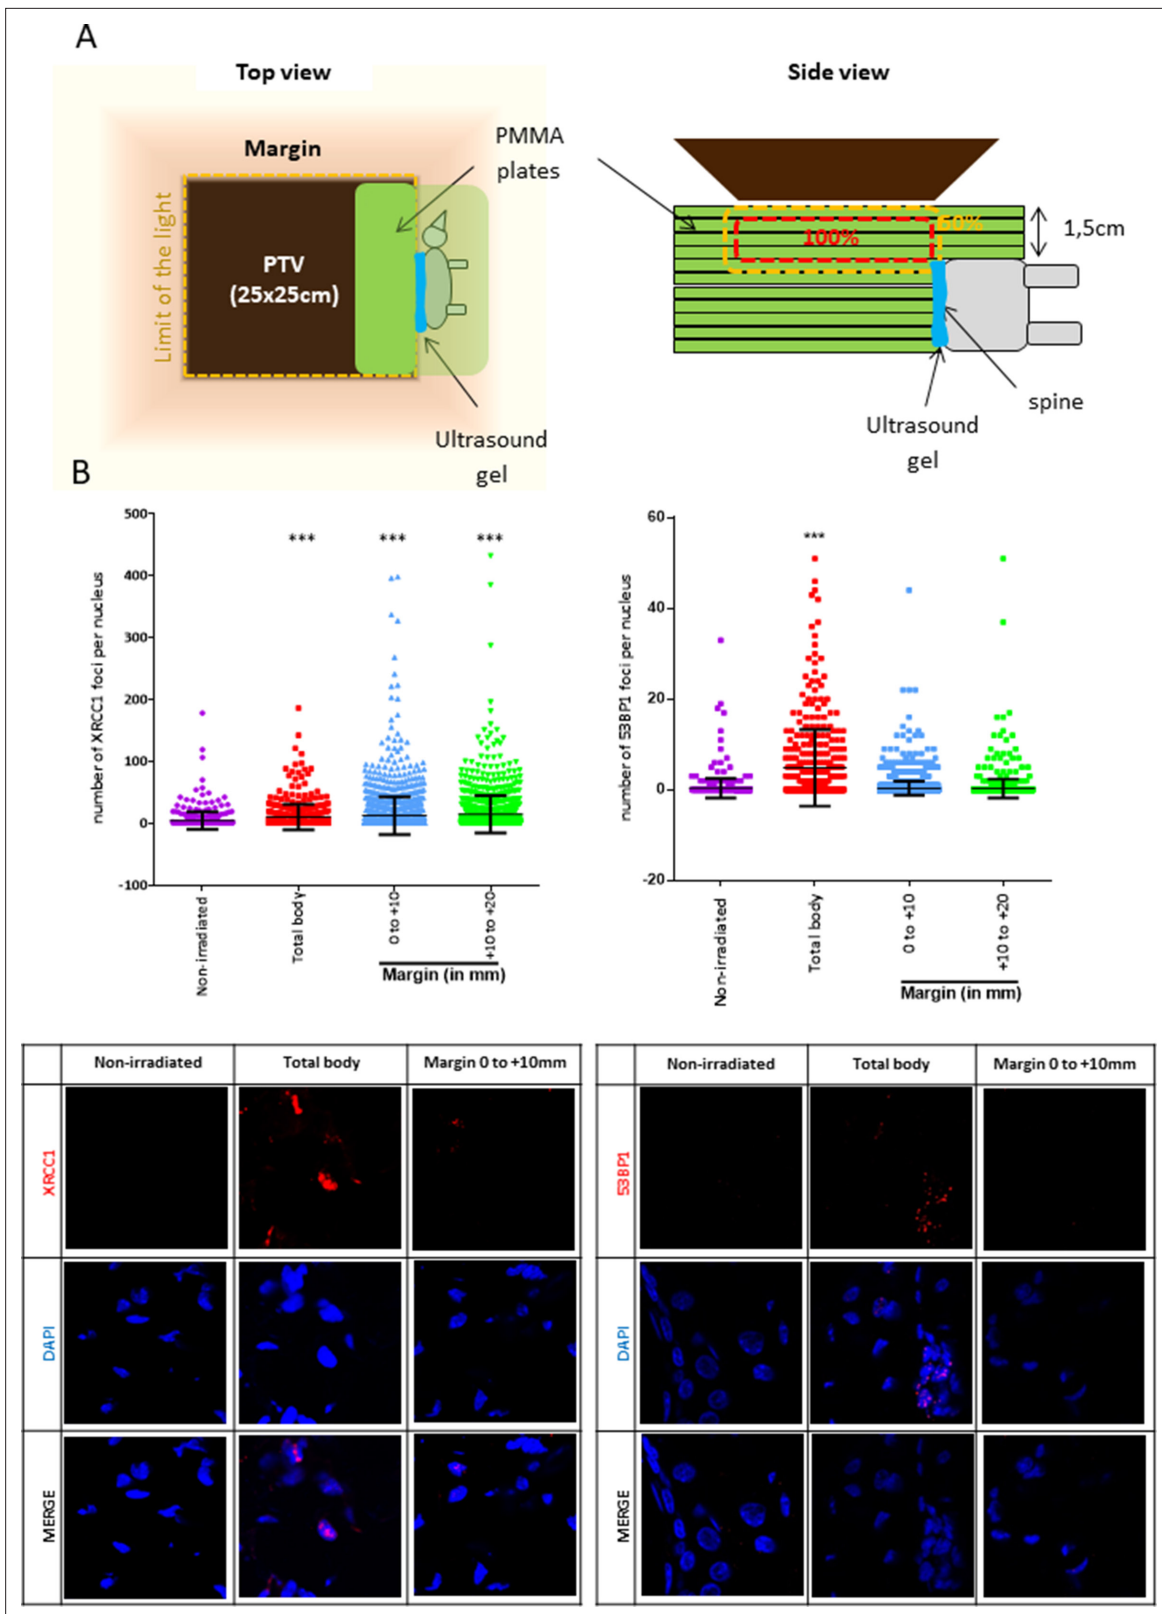 A
Top view
Side view
Margin
PMMA
plates
Limit of the light
PTV
(25x25cm)
100%
60%
1,5cm
Ultrasound
gel
spine
Ultrasound
gel
B
number of XRCC1 foci per nucleus
500
400
300
200
100
0
-100
***
***
***
Non-irradiated
Total body
0 to +10
+10 to +20
Margin (in mm)
number of 53BP1 foci per nucleus
60
40
20
0
-20
***
Non-irradiated
Total body
0 to +10
+10 to +20
Margin (in mm)
Non-irradiated
Total body
Margin 0 to +10mm
XRCC1
DAPI
MERGE
Non-irradiated
Total body
Margin 0 to +10mm
53BP1
DAPI
MERGE